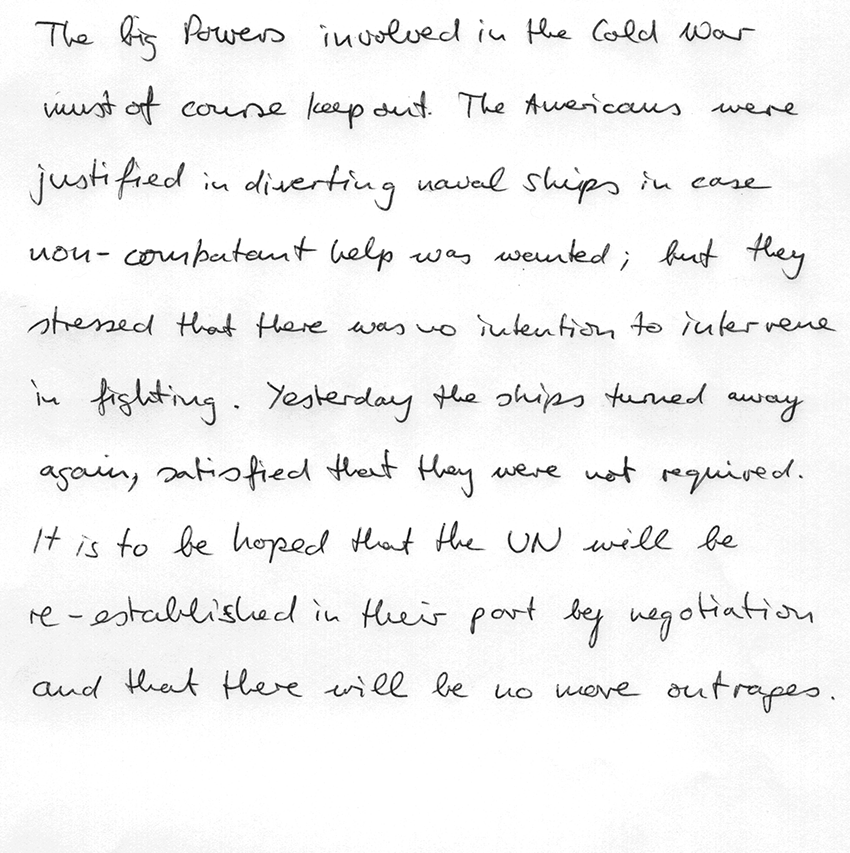 The big Powers involved in the Cold War
must of course keep out. The Americans were
justified in diverting naval ships in case
non-combatant help was wanted; but they
stressed that there was no intention to intervene
in fighting. Yesterday the ships turned away
again, satisfied that they were not required.
It is to be hoped that the UN will be
re-established in their port by negotiation
and that there will be no more outrages.